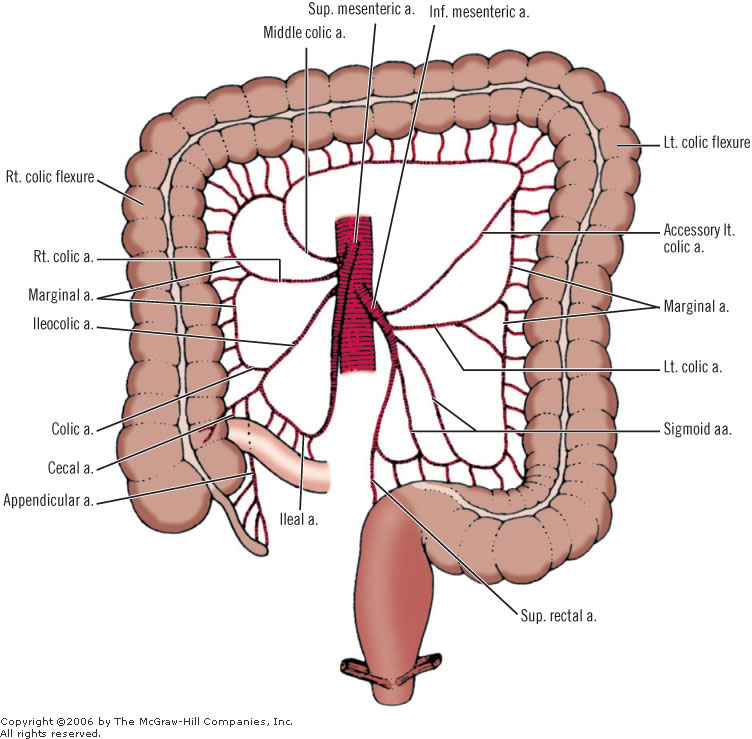 Sup. mesenteric a.
Inf. mesenteric a.
Middle colic a.
Lt. colic flexure
Rt. colic flexure
Accessory lt.
colic a.
Rt. colic a.
Marginal a.
Marginal a.
Ileocolic a.
Lt. colic a.
Colic a.
Sigmoid aa.
Cecal a.
Appendicular a.
Ileal a.
Sup. rectal a.
Copyright ©2006 by The McGraw-Hill Companies, Inc.
All rights reserved.